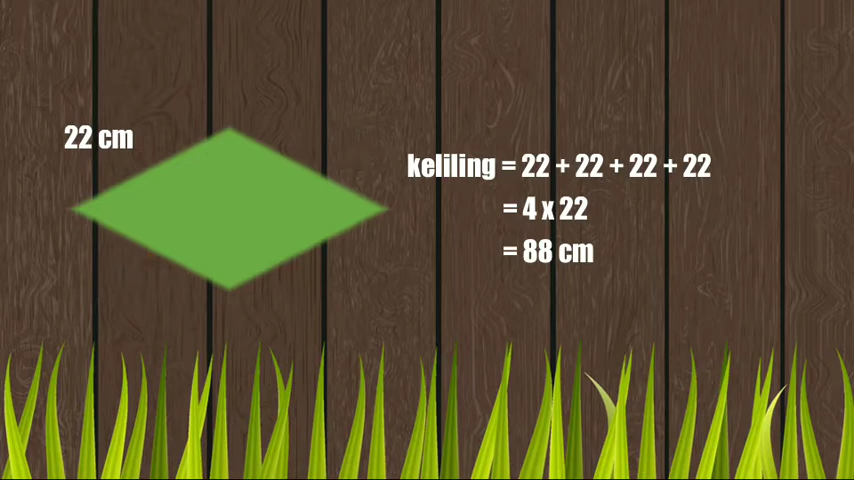 22 cm
keliling = 22 + 22 + 22 + 22
= 4 x 22
= 88 cm